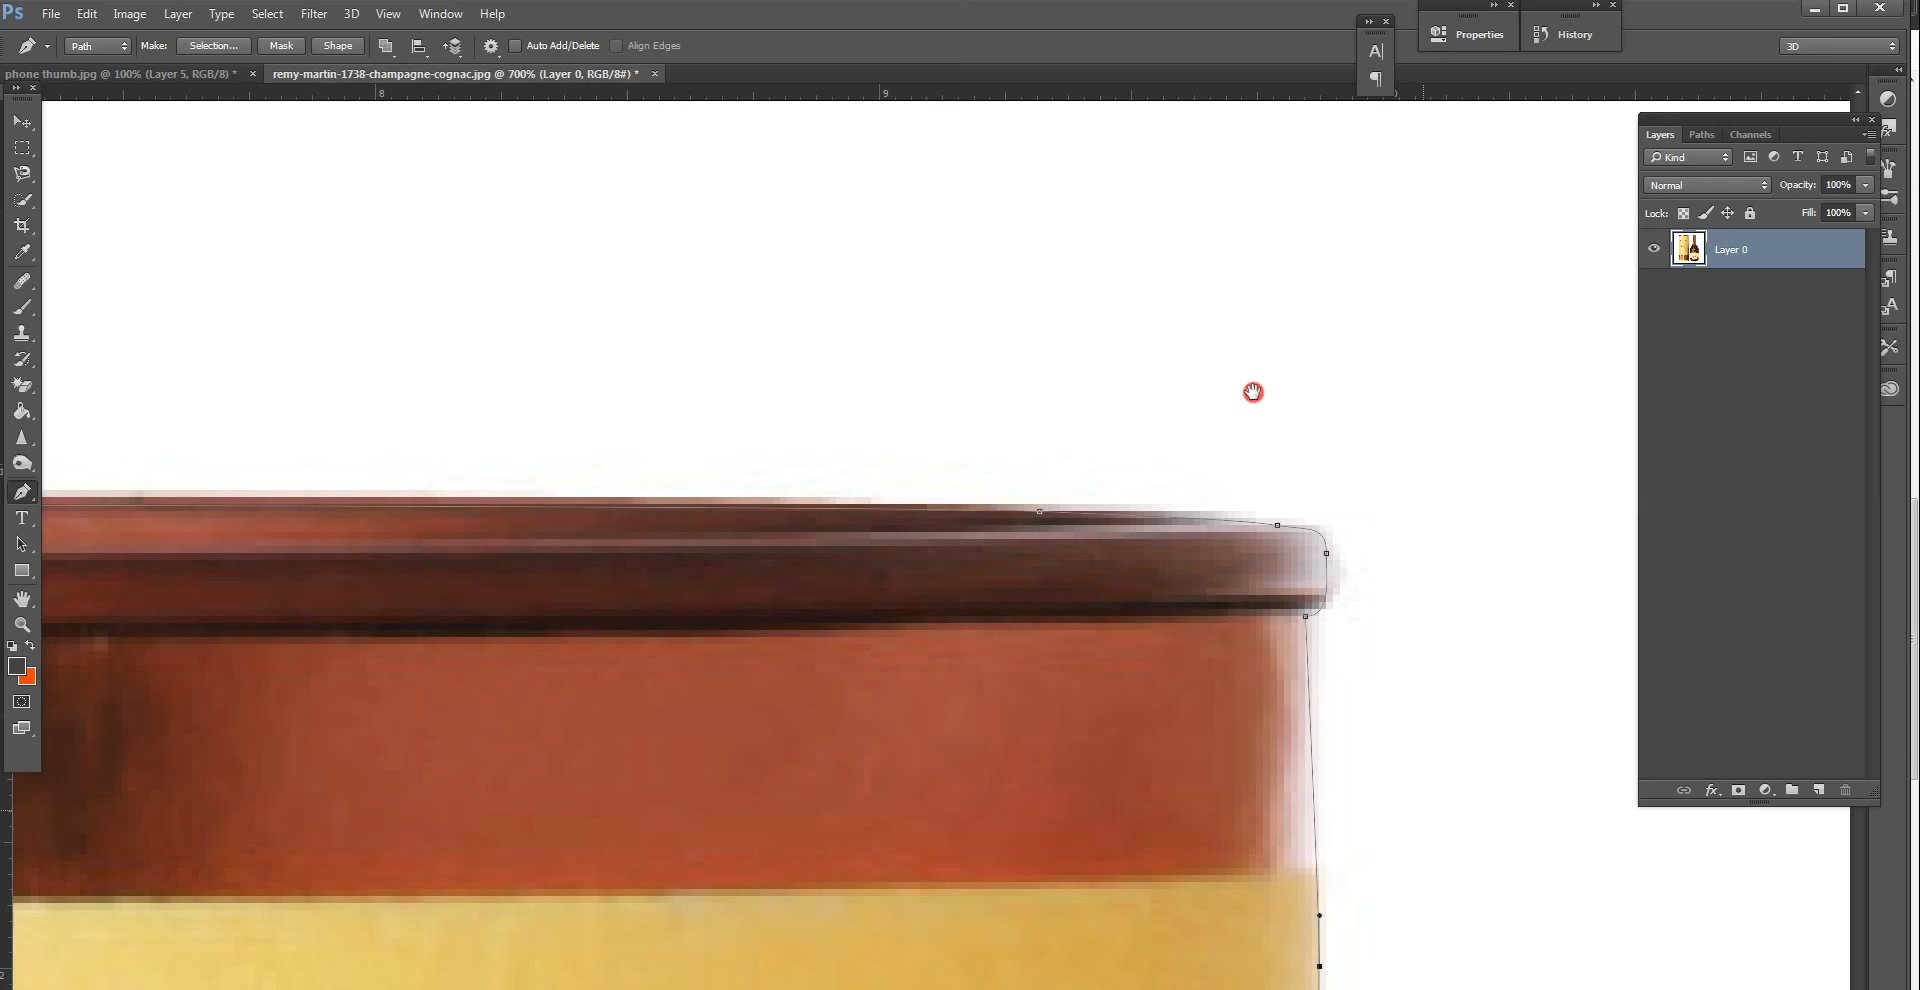 Ps File Edit Image Layer Type Select Filter 3D View Window Help
Path Make: Selection... Mask Shape Auto Add/Delete Align Edges
Properties
History
3D
phone thumb.jpg @ 100% (Layer 5, RGB/8) * × remy-martin-1738-champagne-cognac.jpg @ 700% (Layer 0, RGB/8#) * ×
8 9
Layers Paths Channels
Kind
Normal Opacity: 100%
Lock: Fill: 100%
Layer 0
fx
2